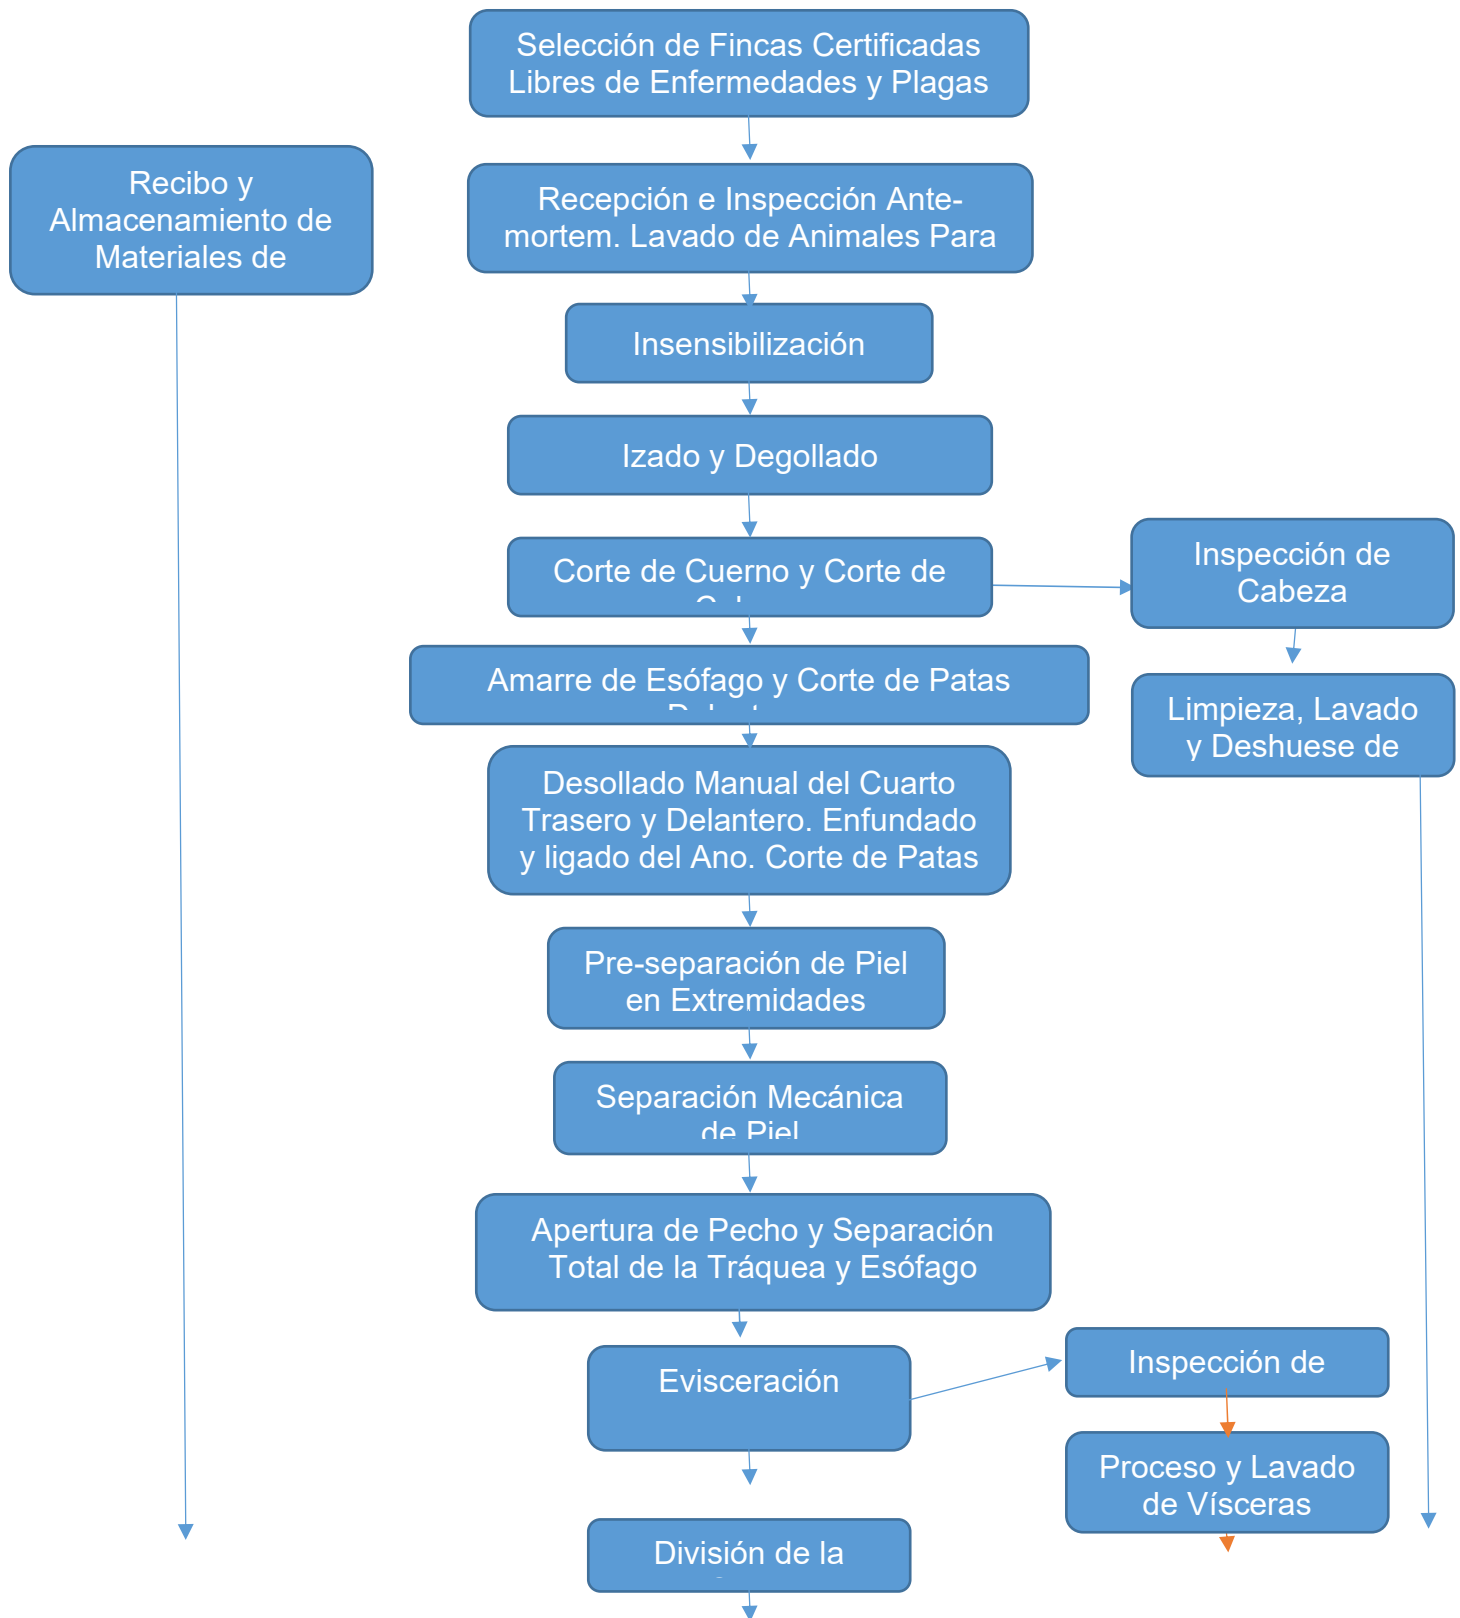 Selección de Fincas Certificadas
Libres de Enfermedades y Plagas
Recibo y
Almacenamiento de
Materiales de
Recepción e Inspección Ante-
mortem. Lavado de Animales Para
Insensibilización
Izado y Degollado
Corte de Cuerno y Corte de
Inspección de
Cabeza
Amarre de Esófago y Corte de Patas
Limpieza, Lavado
y Deshuese de
Desollado Manual del Cuarto
Trasero y Delantero. Enfundado
y ligado del Ano. Corte de Patas
Pre-separación de Piel
en Extremidades
Separación Mecánica
de Piel
Apertura de Pecho y Separación
Total de la Tráquea y Esófago
Evisceración
Inspección de
Proceso y Lavado
de Vísceras
División de la